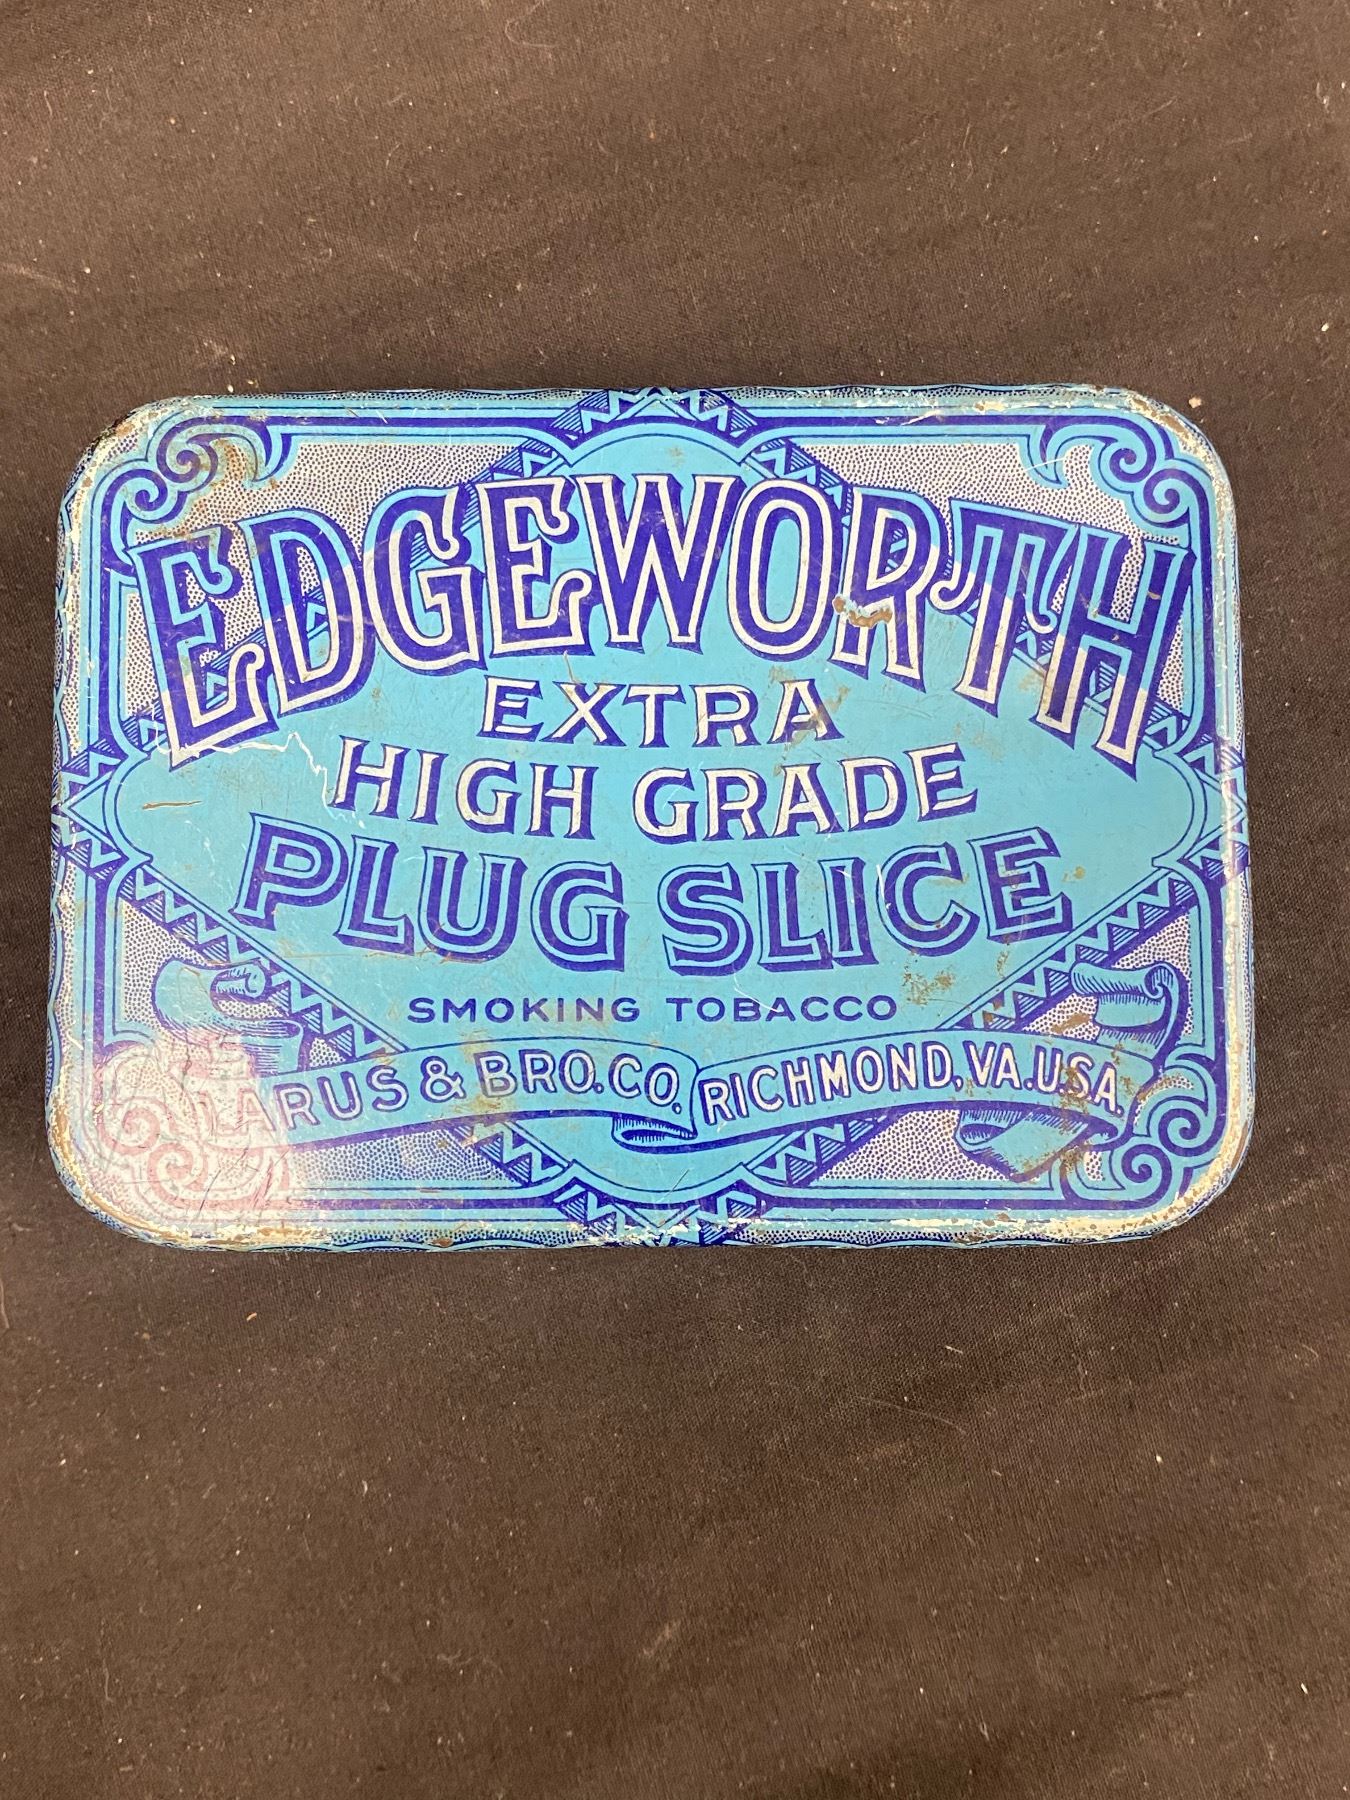 EDGEWORTH
EXTRA
HIGH GRADE
PLUG SLICE
SMOKING TOBACCO
LARUS & BRO. CO. RICHMOND, VA. U.S.A.